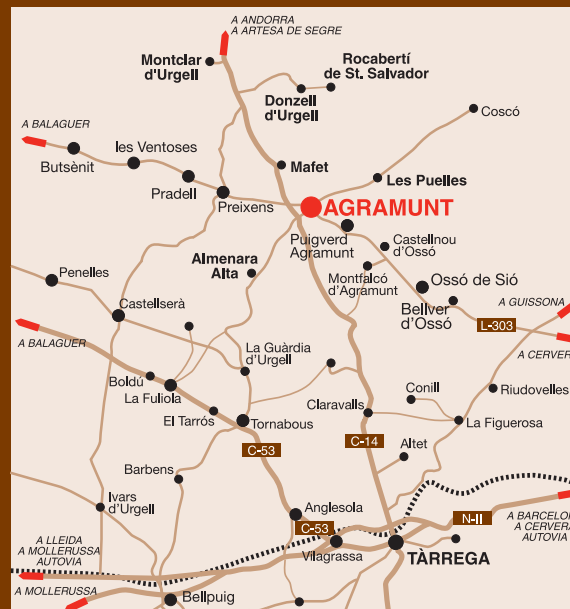 A ANDORRA
A ARTESA DE SEGRE
Montclar
d'Urgell
Rocabertí
de St. Salvador
Donzell
d'Urgell
Coscó
A BALAGUER
les Ventoses
Butsènit
Mafet
Pradell
Les Puelles
Preixens
AGRAMUNT
Puigverd
Agramunt
Castellnou
d'Ossó
Almenara
Alta
Montfalcó
d'Agramunt
Penelles
Ossó de Sió
Castellserà
Bellver
d'Ossó
A GUISSONA
L-303
A BALAGUER
La Guàrdia
d'Urgell
A CERVER
Boldú
La Fuliola
Conill
Riudovelles
El Tarrós
Tornabous
Claravalls
La Figuerosa
C-14
C-53
Altet
Barbens
Ivars
d'Urgell
Anglesola
C-53
N-II
A BARCELON
A CERVERA
AUTOVIA
A LLEIDA
A MOLLERUSSA
AUTOVIA
Vilagrassa
TÀRREGA
A MOLLERUSSA
Bellpuig